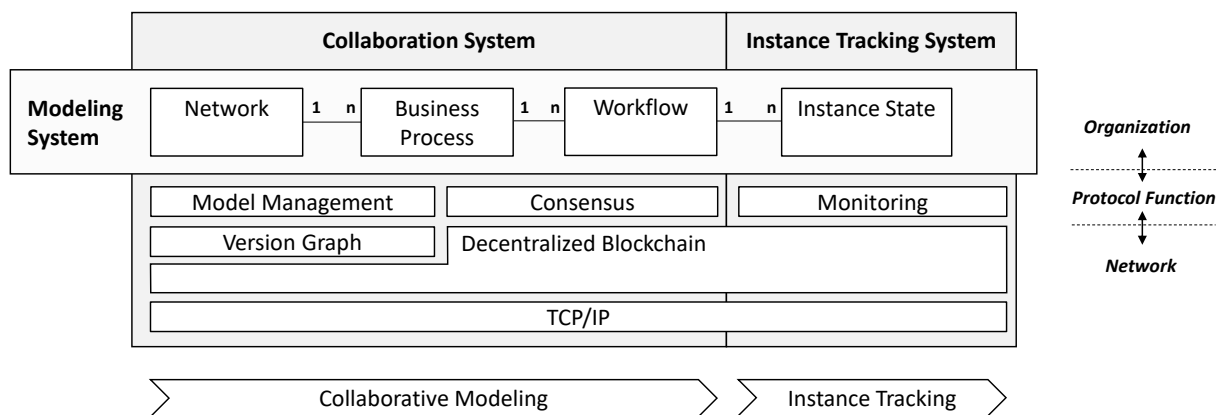 Collaboration System
Instance Tracking System
Modeling
System
Network
1 n
Business
Process
1 n
Workflow
1 n
Instance State
Organization
Model Management
Consensus
Monitoring
Protocol Function
Version Graph
Decentralized Blockchain
Network
TCP/IP
Collaborative Modeling
Instance Tracking